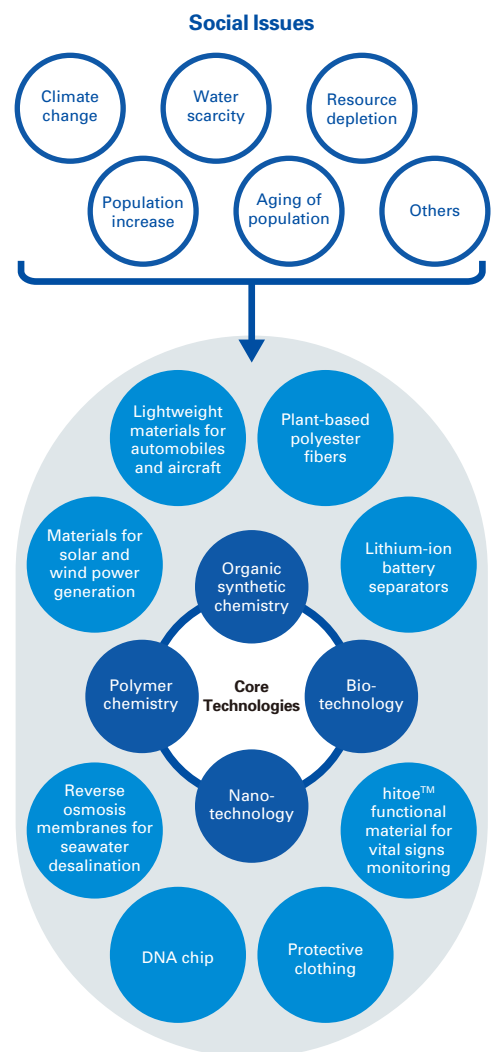 Social Issues
Climate
change
Water
scarcity
Resource
depletion
Population
increase
Aging of
population
Others
Lightweight
materials for
automobiles
and aircraft
Plant-based
polyester
fibers
Materials for
solar and
wind power
generation
Lithium-ion
battery
separators
Organic
synthetic
chemistry
Polymer
chemistry
Core
Technologies
Bio-
technology
Nano-
technology
Reverse
osmosis
membranes for
seawater
desalination
hitoe™
functional
material for
vital signs
monitoring
DNA chip
Protective
clothing